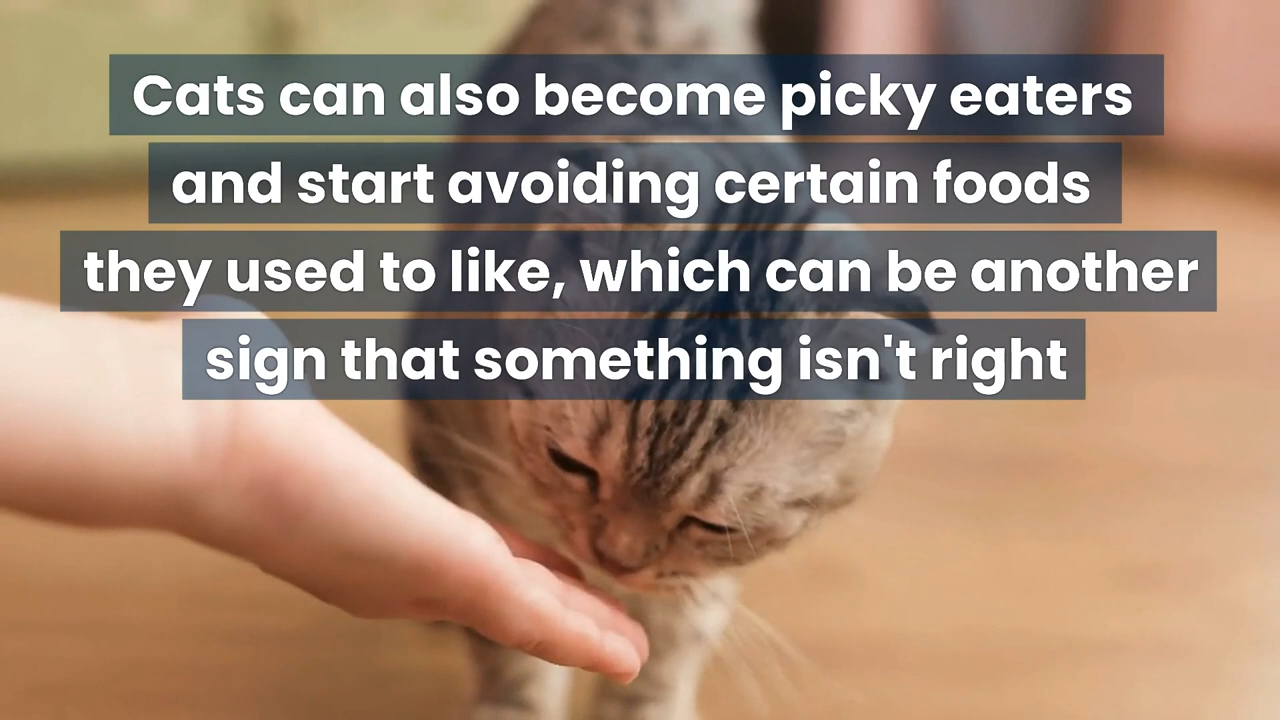 Cats can also become picky eaters
and start avoiding certain foods
they used to like, which can be another
sign that something isn't right